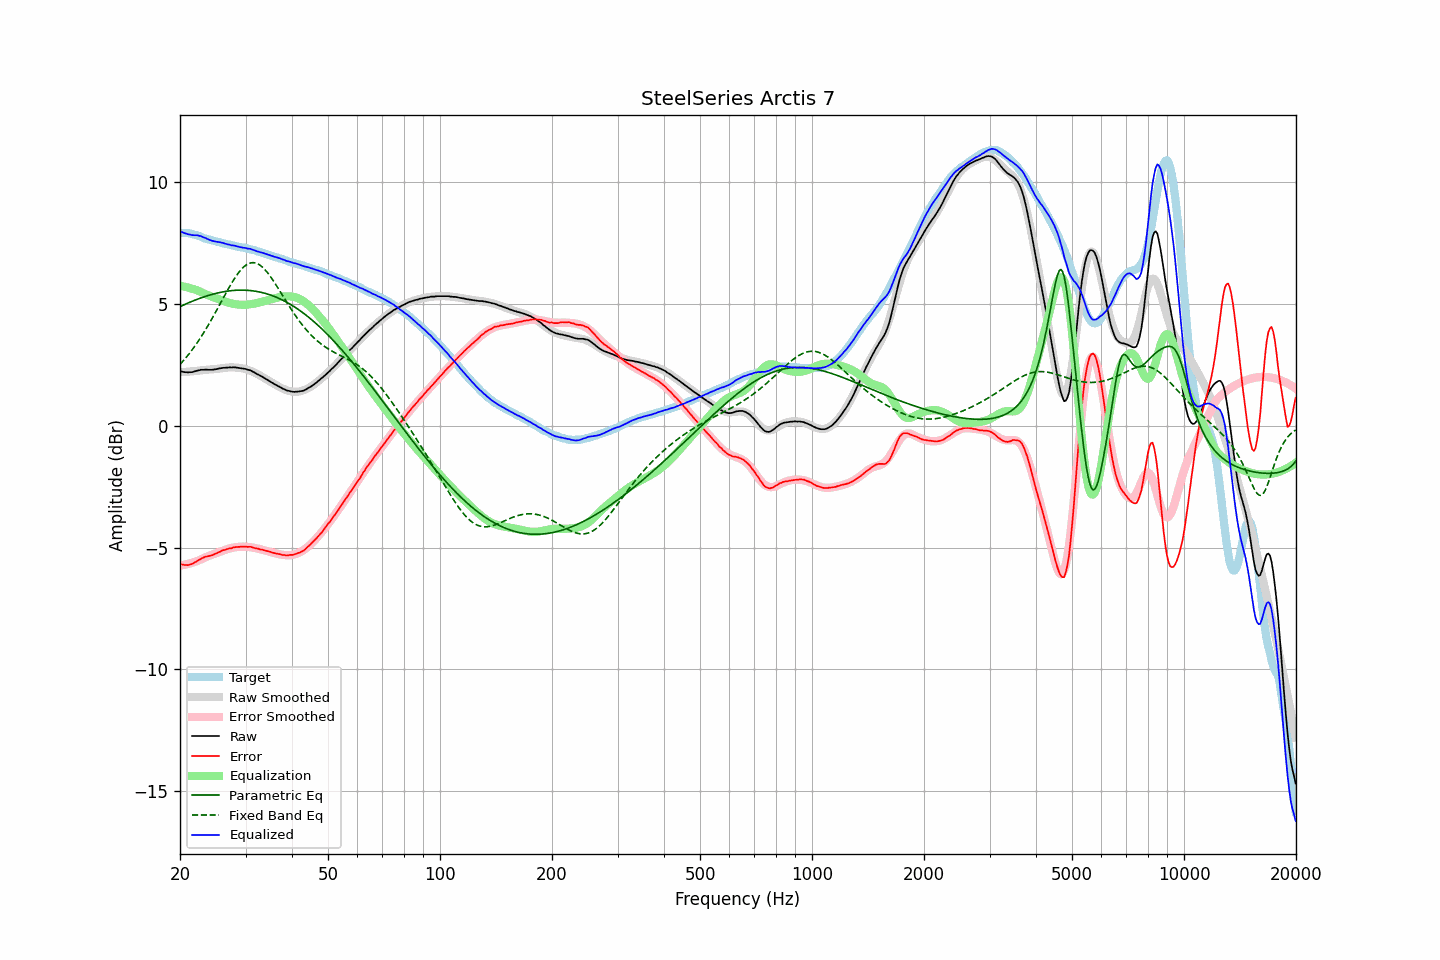 SteelSeries Arctis 7
Amplitude (dBr)
10
5
0
−5
−10
−15
Target
Raw Smoothed
Error Smoothed
Raw
Error
Equalization
Parametric Eq
Fixed Band Eq
Equalized
20 50 100 200 500 1000 2000 5000 10000 20000
Frequency (Hz)